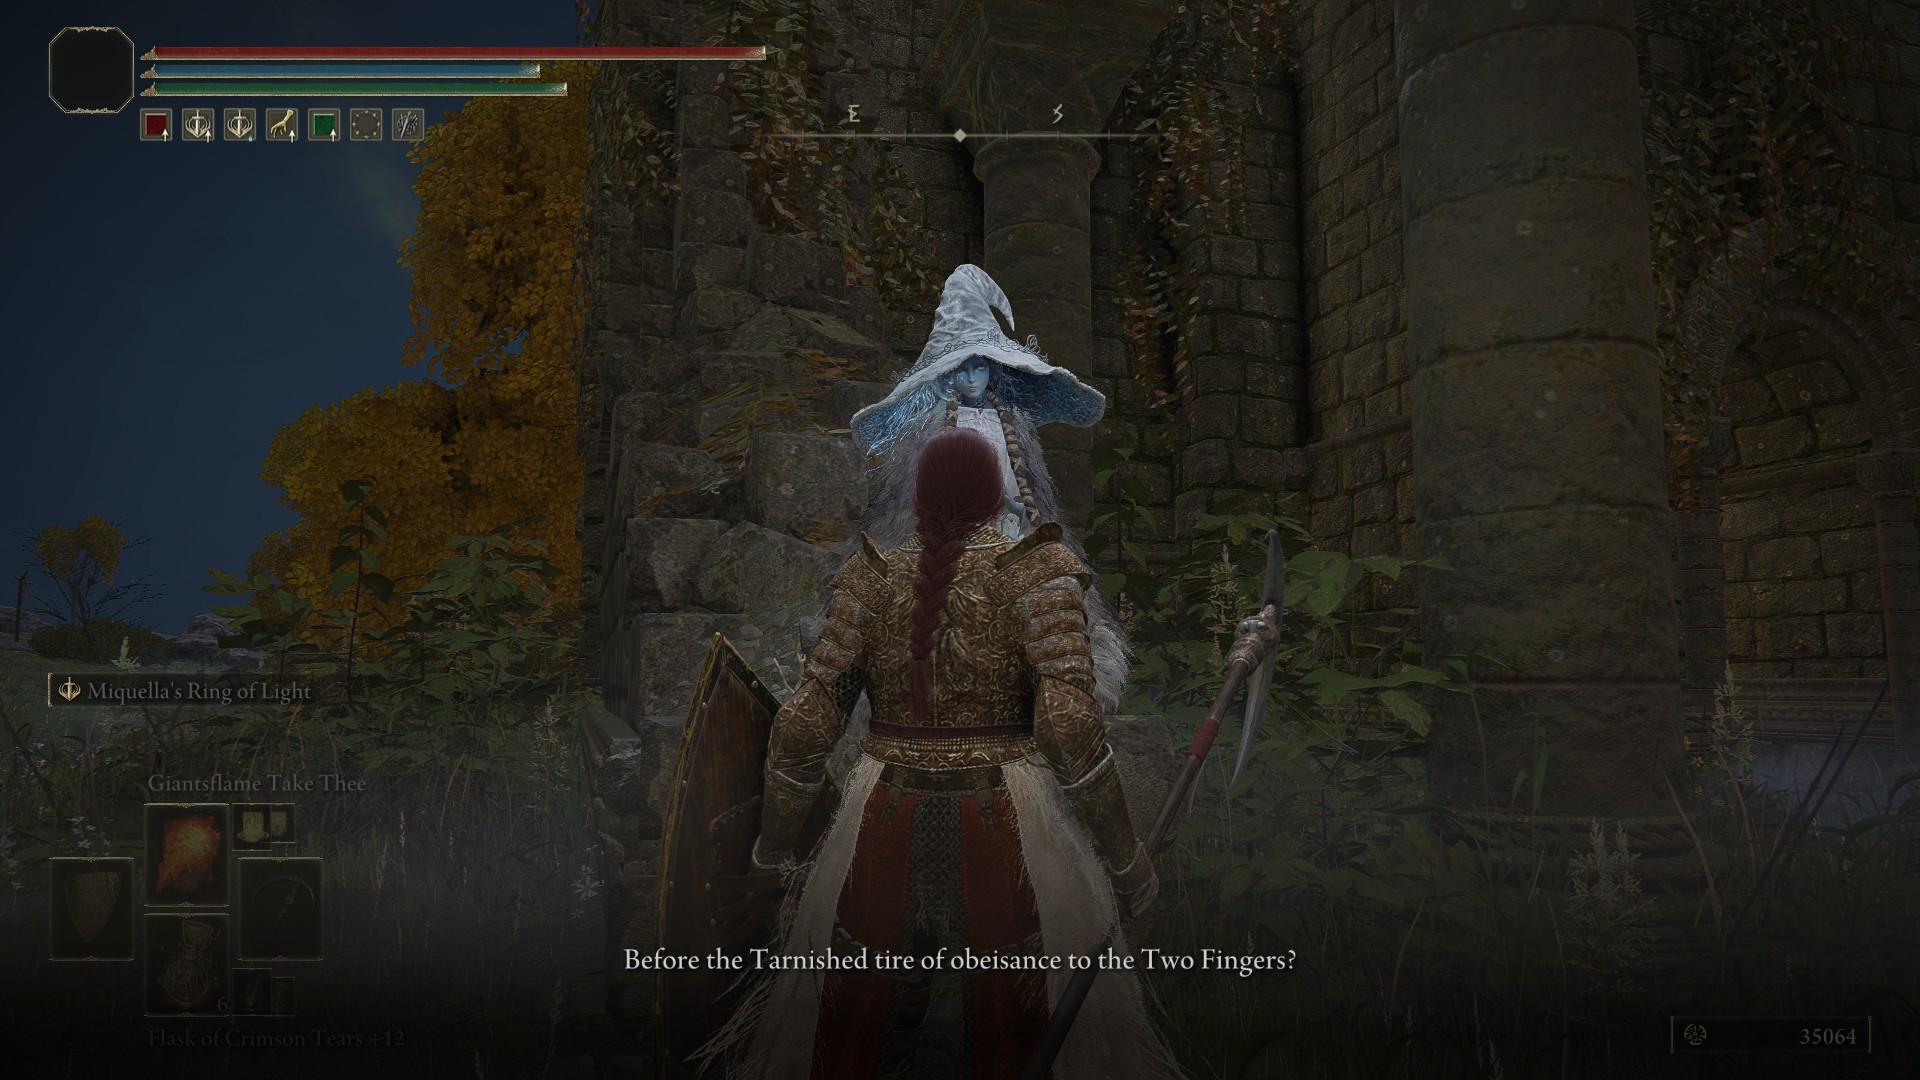 E S
Miquella's Ring of Light
Giantsflame Take Thee
6
Flask of Crimson Tears +12
Before the Tarnished tire of obeisance to the Two Fingers?
35064